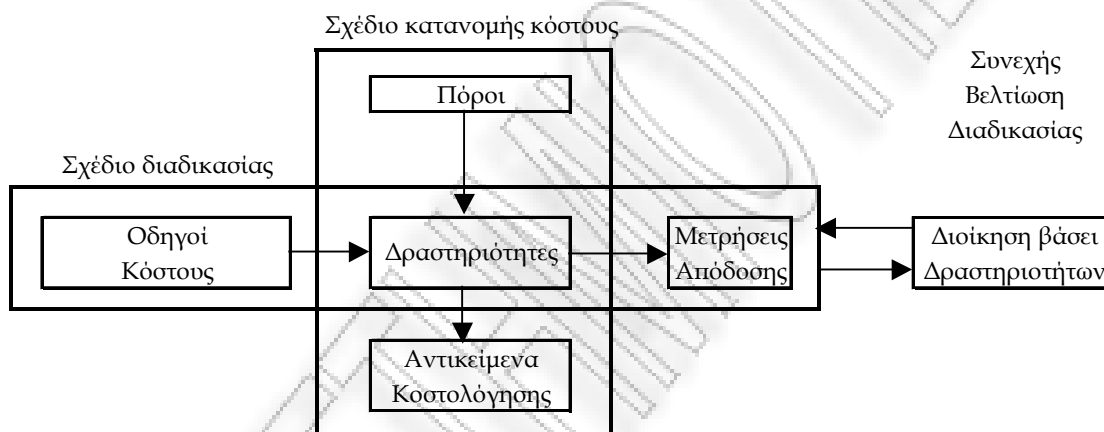 Σχέδιο κατανομής κόστους
Συνεχής
Βελτίωση
Διαδικασίας
Πόροι
Σχέδιο διαδικασίας
Οδηγοί
Κόστους
Δραστηριότητες
Μετρήσεις
Απόδοσης
Διοίκηση βάσει
Δραστηριοτήτων
Αντικείμενα
Κοστολόγησης